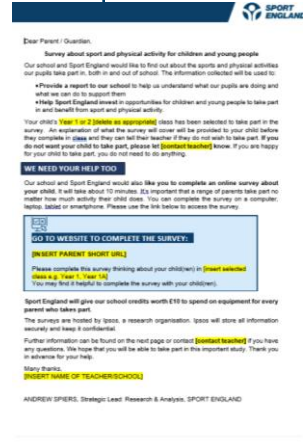 SPORT
ENGLAND
Dear Parent / Guardian,
Survey about sport and physical activity for children and young people
Our school and Sport England would like to find out about the sports and physical activities
our pupils take part in, both in and out of school. The information collected will be used to:
•Provide a report to our school to help us understand what our pupils are doing and
what we can do to support them
•Help Sport England invest in opportunities for children and young people to take part
in and benefit from sport and physical activity.
Your child's Year 1 or 2 [delete as appropriate] class has been selected to take part in the
survey. An explanation of what the survey will cover will be provided to your child before
they complete in class and they can tell their teacher if they do not wish to take part. If you
do not want your child to take part, please let [contact teacher] know. If you are happy
for your child to take part, you do not need to do anything.
WE NEED YOUR HELP TOO
Our school and Sport England would also like you to complete an online survey about
your child. It will take about 10 minutes. It's important that a range of parents take part no
matter how much activity their child does. You can complete the survey on a computer,
laptop, tablet or smartphone. Please use the link below to access the survey.
GO TO WEBSITE TO COMPLETE THE SURVEY:
[INSERT PARENT SHORT URL]
Please complete this survey thinking about your child(ren) in [insert selected
class e.g. Year 1, Year 1A]
You may find it helpful to complete the survey with your child(ren).
Sport England will give our school credits worth £10 to spend on equipment for every
parent who takes part.
The surveys are hosted by Ipsos, a research organisation. Ipsos will store all information
securely and keep it confidential.
Further information can be found on the next page or contact [contact teacher] if you have
any questions. We hope that you will be able to take part in this important study. Thank you
in advance for your help.
Many thanks,
[INSERT NAME OF TEACHER/SCHOOL]
ANDREW SPIERS, Strategic Lead: Research & Analysis, SPORT ENGLAND